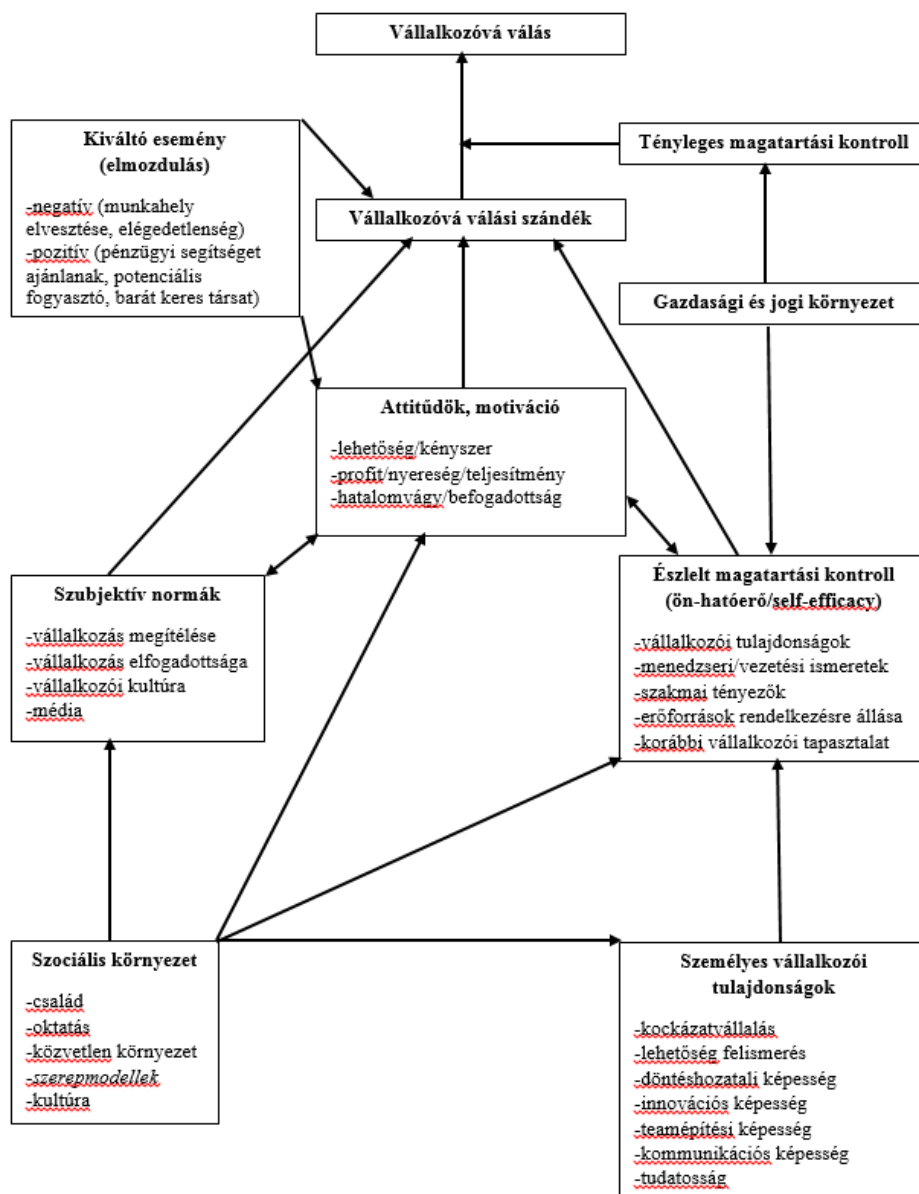 Vállalkozóvá válás
Kiváltó esemény
(elmozdulás)
-negatív (munkahely
elvesztése, elégedetlenség)
-pozitív (pénzügyi segítséget
ajánlanak, potenciális
fogyasztó, barát keres társat)
Tényleges magatartási kontroll
Vállalkozóvá válási szándék
Gazdasági és jogi környezet
Attitűdök, motiváció
-lehetőség/kényszer
-profit/nyereség/teljesítmény
-hatalomvágy/befogadottság
Szubjektív normák
-vállalkozás megítélése
-vállalkozás elfogadottsága
-vállalkozói kultúra
-média
Észlelt magatartási kontroll
(ön-hatóerő/self-efficacy)
-vállalkozói tulajdonságok
-menedzseri/vezetési ismeretek
-szakmai tényezők
-erőforrások rendelkezésre állása
-korábbi vállalkozói tapasztalat
Szociális környezet
-család
-oktatás
-közvetlen környezet
-szerepmodellek
-kultúra
Személyes vállalkozói
tulajdonságok
-kockázatvállalás
-lehetőség felismerés
-döntéshozatali képesség
-innovációs képesség
-teamépítési képesség
-kommunikációs képesség
-tudatosság